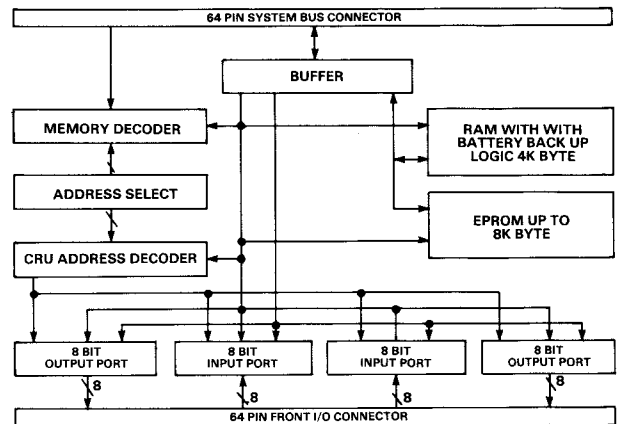 64 PIN SYSTEM BUS CONNECTOR
BUFFER
MEMORY DECODER
RAM WITH WITH
BATTERY BACK UP
LOGIC 4K BYTE
ADDRESS SELECT
EPROM UP TO
8K BYTE
CRU ADDRESS DECODER
8 BIT
OUTPUT PORT
8 BIT
INPUT PORT
8 BIT
INPUT PORT
8 BIT
OUTPUT PORT
8
8
8
8
64 PIN FRONT I/O CONNECTOR